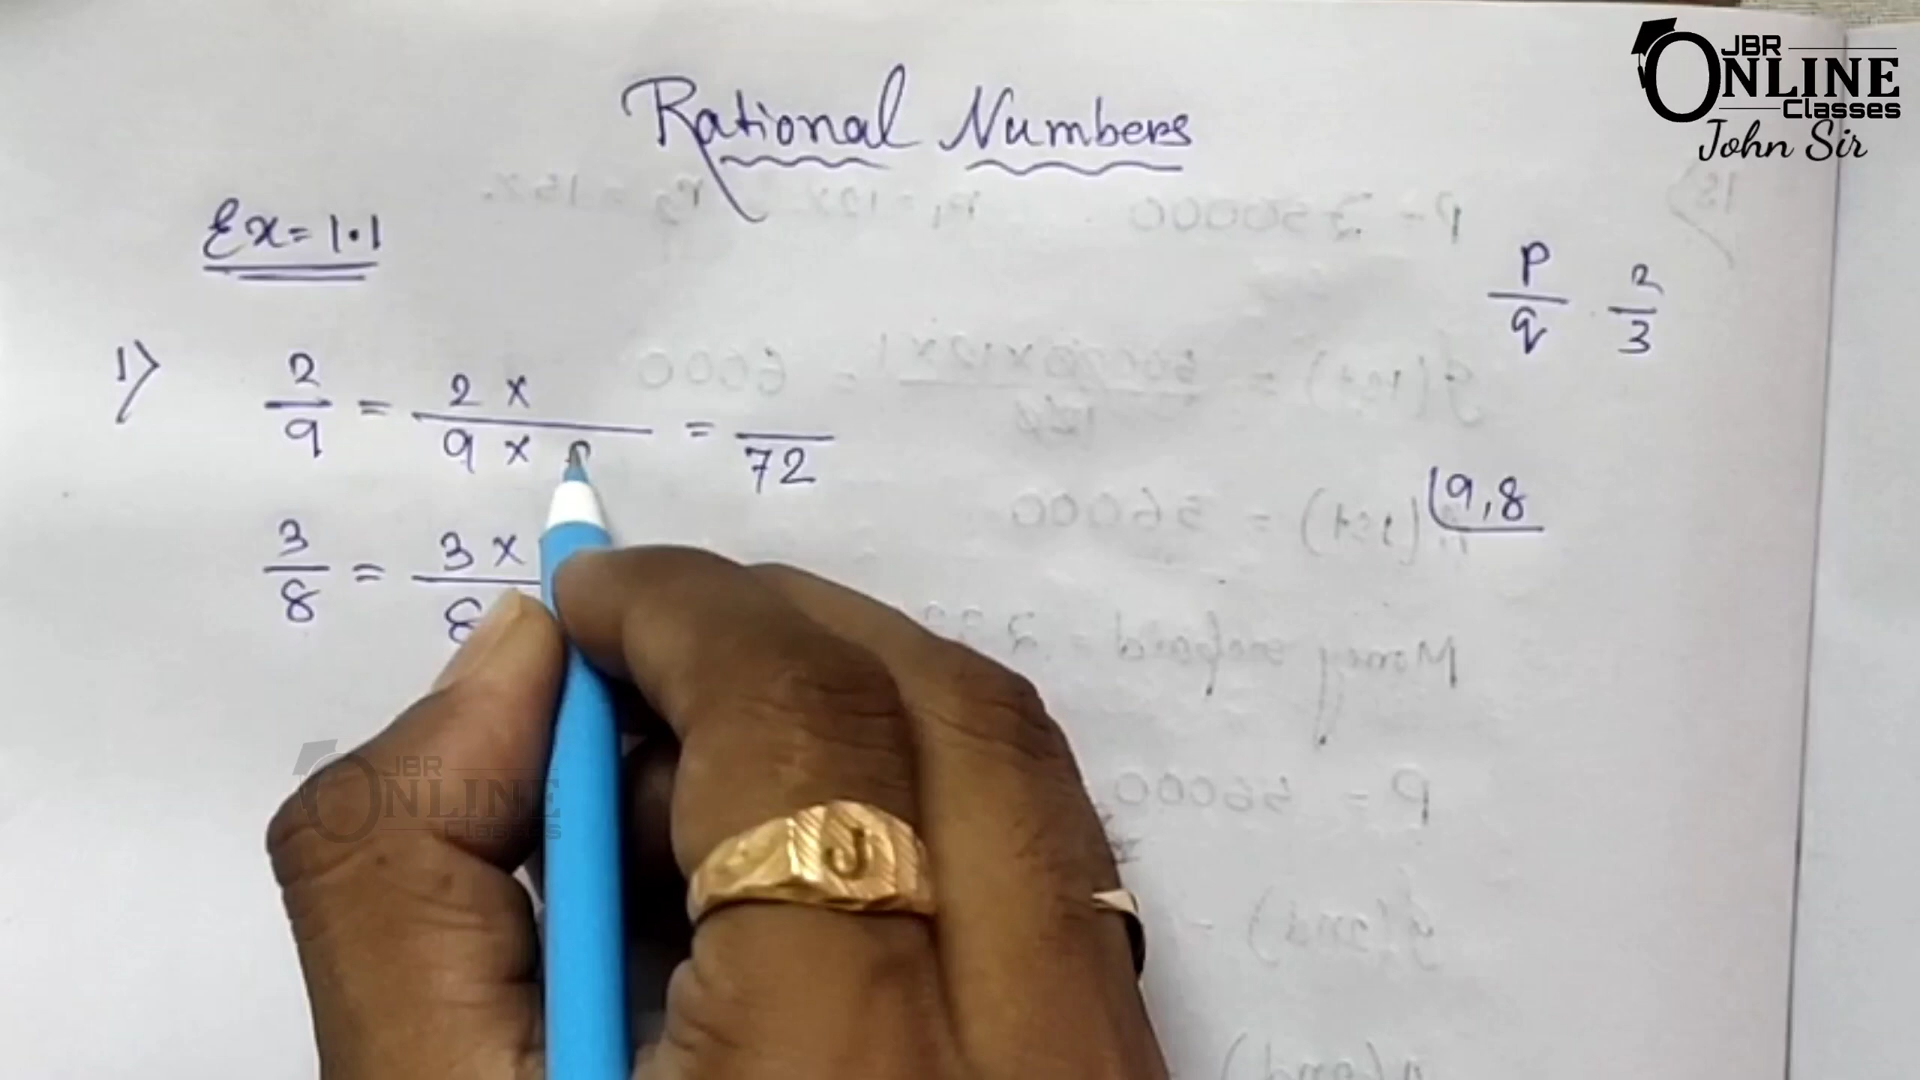 JBR
ONLINE
Classes
John Sir
Rational Numbers
Ex = 1.1
p/q 2/3
1) 2/9 = 2 × / 9 × = /72
9,8
3/8 = 3 × / 8
JBR
ONLINE
Classes